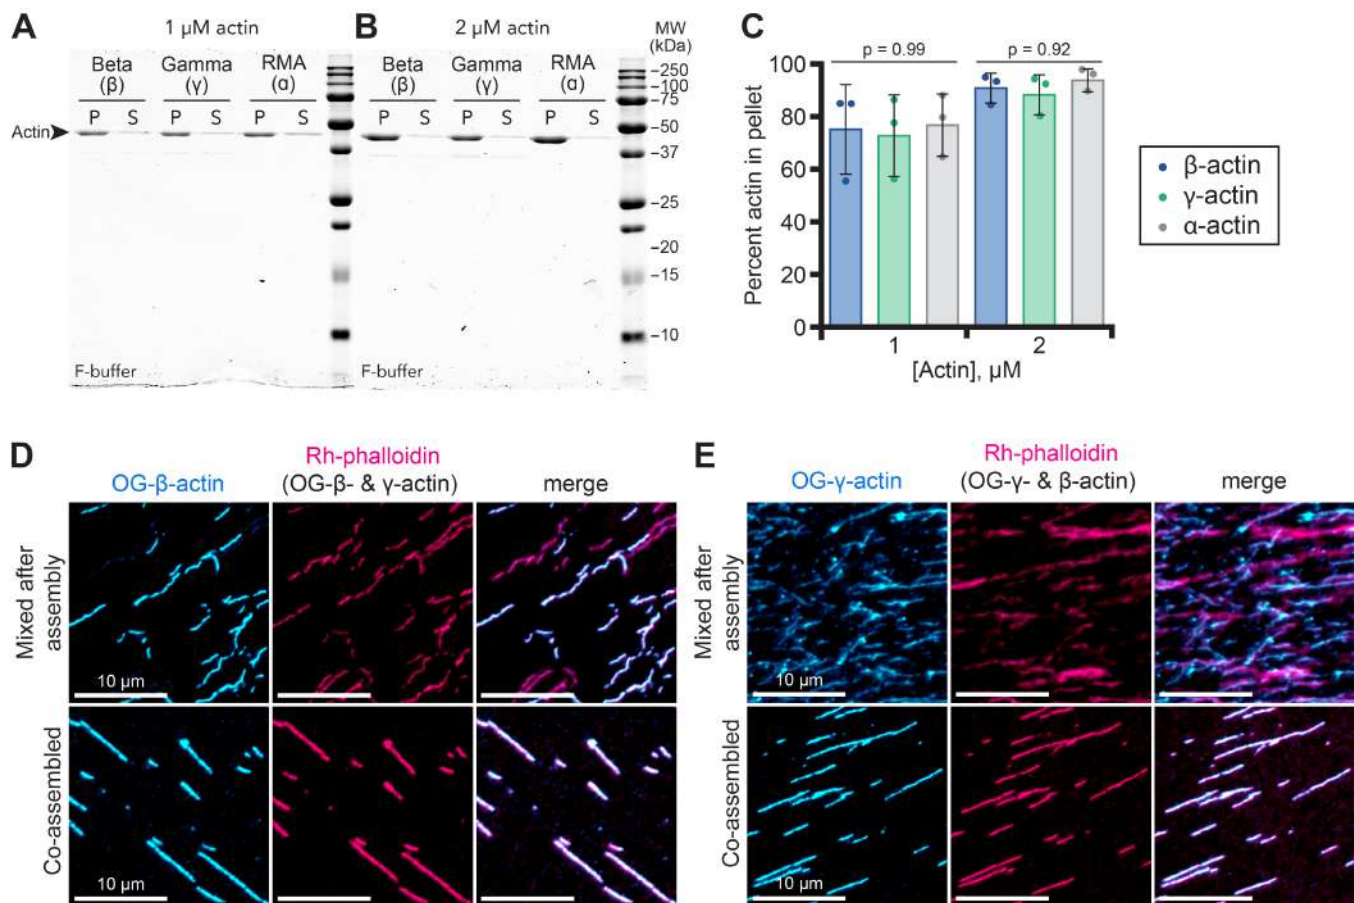 A
1 μM actin
Beta
(β)
Gamma
(γ)
RMA
(α)
P S P S P S
Actin
F-buffer
B
2 μM actin
Beta
(β)
Gamma
(γ)
RMA
(α)
P S P S P S
F-buffer
MW
(kDa)
–250
–100
–75
–50
–37
–25
–20
–15
–10
C
p = 0.99
p = 0.92
Percent actin in pellet
100
80
60
40
20
0
1
2
[Actin], μM
β-actin
γ-actin
α-actin
D
OG-β-actin
Rh-phalloidin
(OG-β- & γ-actin)
merge
Mixed after
assembly
10 μm
Co-assembled
10 μm
E
OG-γ-actin
Rh-phalloidin
(OG-γ- & β-actin)
merge
Mixed after
assembly
10 μm
Co-assembled
10 μm